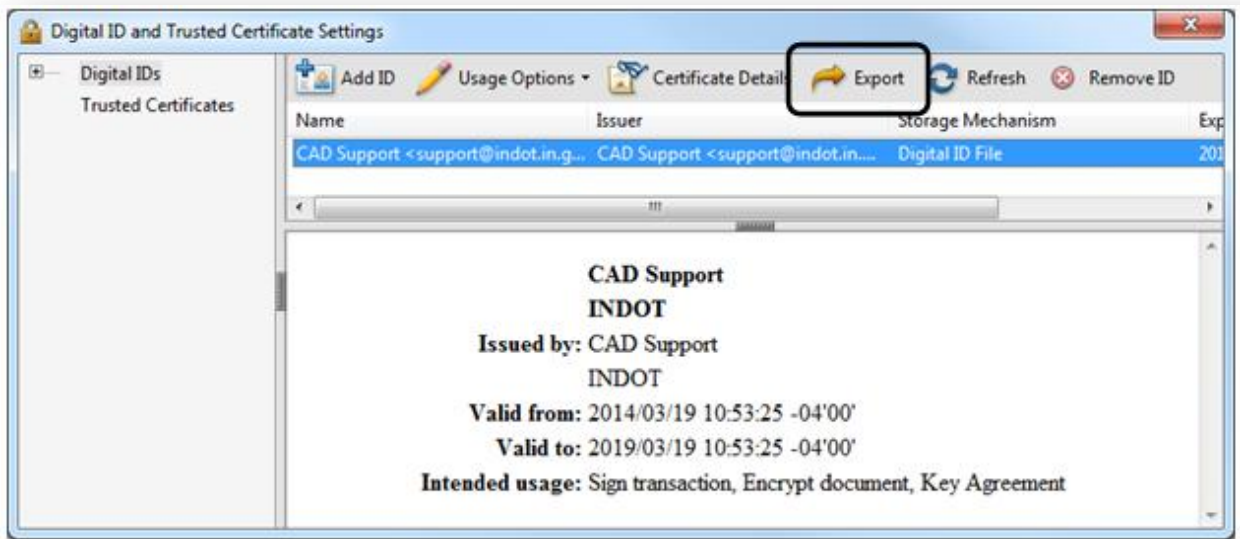 Digital ID and Trusted Certificate Settings
Digital IDs
Trusted Certificates
Add ID Usage Options Certificate Detail Export Refresh Remove ID
Name Issuer Storage Mechanism Exp
CAD Support <support@indot.in.g... CAD Support <support@indot.in.... Digital ID File 201
CAD Support
INDOT
Issued by: CAD Support
INDOT
Valid from: 2014/03/19 10:53:25 -04'00'
Valid to: 2019/03/19 10:53:25 -04'00'
Intended usage: Sign transaction, Encrypt document, Key Agreement